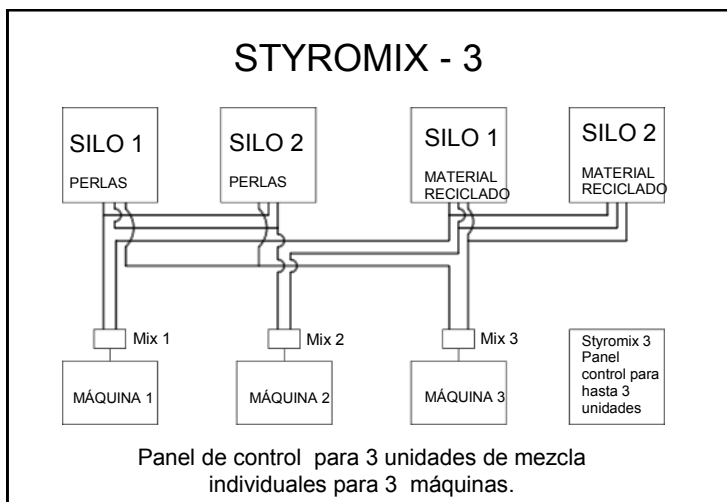 STYROMIX - 3
SILO 1
PERLAS
SILO 2
PERLAS
SILO 1
MATERIAL
RECICLADO
SILO 2
MATERIAL
RECICLADO
Mix 1
Mix 2
Mix 3
MÁQUINA 1
MÁQUINA 2
MÁQUINA 3
Styromix 3
Panel
control para
hasta 3
unidades
Panel de control para 3 unidades de mezcla
individuales para 3 máquinas.